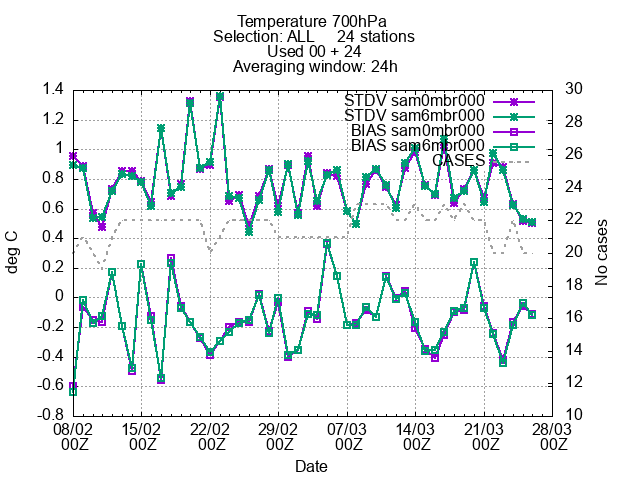 Temperature 700hPa
Selection: ALL 24 stations
Used 00 + 24
Averaging window: 24h
deg C
1.4
1.2
1
0.8
0.6
0.4
0.2
0
-0.2
-0.4
-0.6
-0.8
STDV sam0mbr000
STDV sam6mbr000
BIAS sam0mbr000
BIAS sam6mbr000
CASES
30
28
26
24
22
20
18
16
14
12
10
No cases
08/02 15/02 22/02 29/02 07/03 14/03 21/03 28/03
00Z 00Z 00Z 00Z 00Z 00Z 00Z 00Z
Date